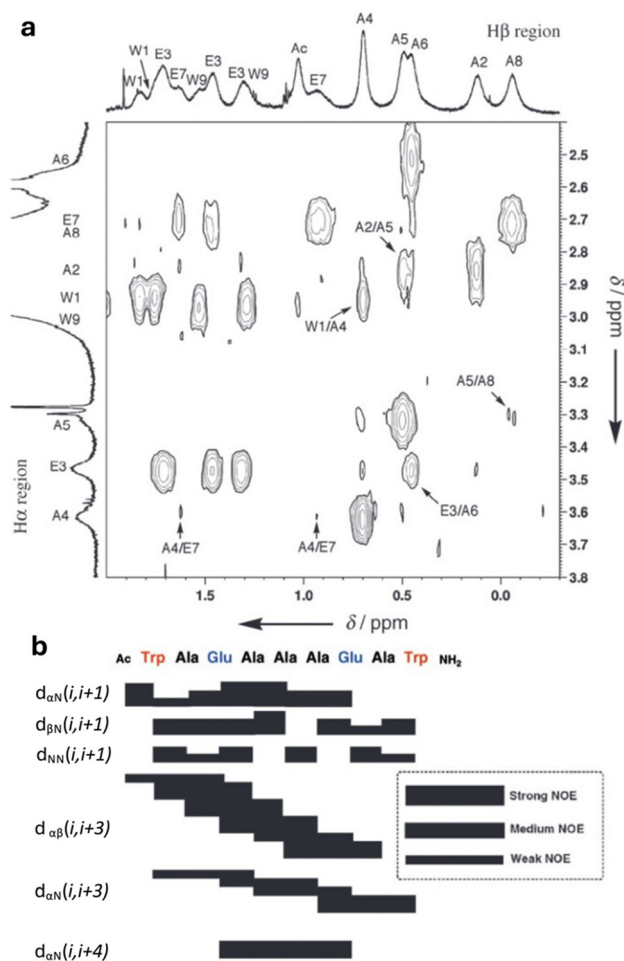 a
Hβ region
W1 W1 E3 E7 W9 E3 E3 W9 Ac E7 A4 A5 A6 A2 A8
A6
E7
A8
A2
W1
W9
A5
E3
A4
Hα region
A2/A5
W1/A4
A5/A8
E3/A6
A4/E7
A4/E7
2.5
2.6
2.7
2.8
2.9
3.0
3.1
3.2
3.3
3.4
3.5
3.6
3.7
3.8
δ / ppm
1.5 1.0 0.5 0.0
δ / ppm
b
Ac Trp Ala Glu Ala Ala Ala Glu Ala Trp NH₂
dαN(i,i+1)
dβN(i,i+1)
dNN(i,i+1)
dαβ(i,i+3)
dαN(i,i+3)
dαN(i,i+4)
Strong NOE
Medium NOE
Weak NOE